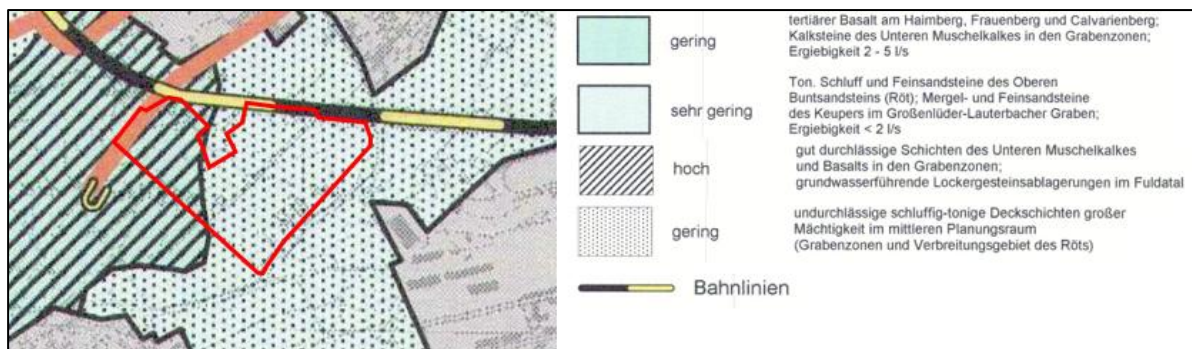 gering
tertiärer Basalt am Haimberg, Frauenberg und Calvarienberg;
Kalksteine des Unteren Muschelkalkes in den Grabenzonen;
Ergiebigkeit 2 - 5 l/s
sehr gering
Ton. Schluff und Feinsandsteine des Oberen
Buntsandsteins (Röt); Mergel- und Feinsandsteine
des Keupers im Großenlüder-Lauterbacher Graben;
Ergiebigkeit < 2 l/s
hoch
gut durchlässige Schichten des Unteren Muschelkalkes
und Basalts in den Grabenzonen;
grundwasserführende Lockergesteinsablagerungen im Fuldatal
gering
undurchlässige schluffig-tonige Deckschichten großer
Mächtigkeit im mittleren Planungsraum
(Grabenzonen und Verbreitungsgebiet des Röts)
Bahnlinien